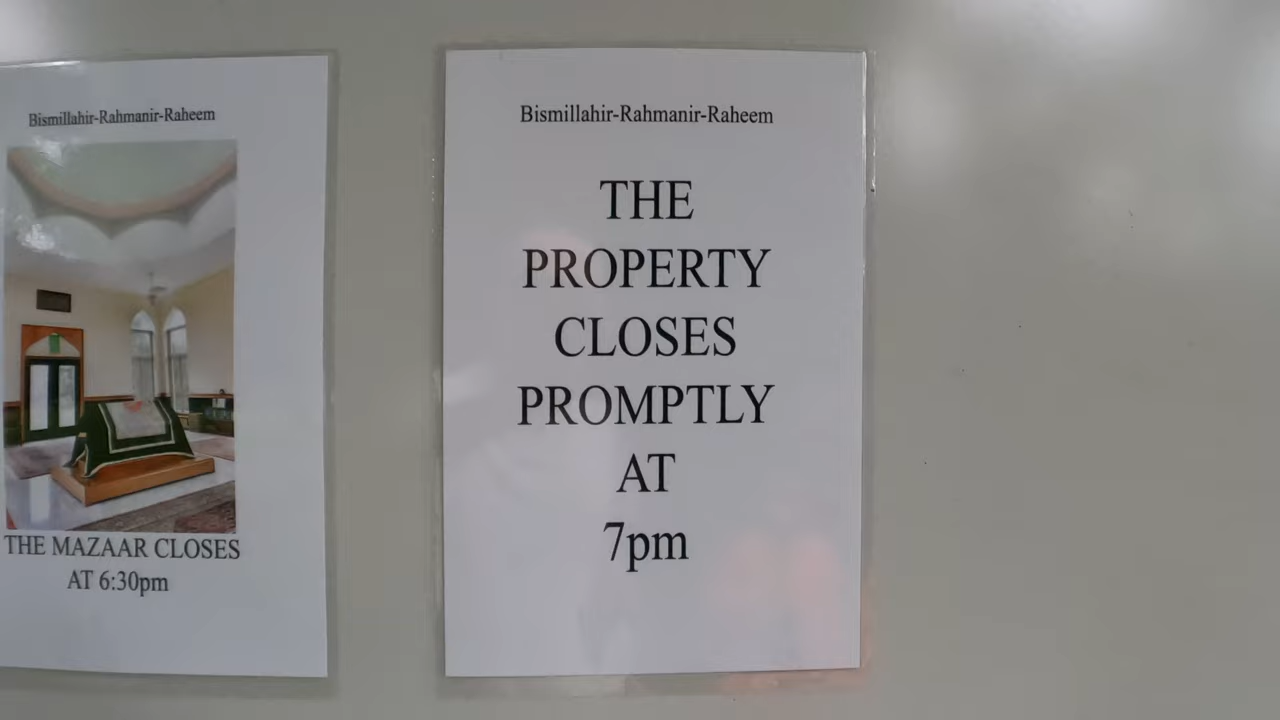 Bismillahir-Rahmanir-Raheem
THE MAZAAR CLOSES
AT 6:30pm
Bismillahir-Rahmanir-Raheem
THE
PROPERTY
CLOSES
PROMPTLY
AT
7pm